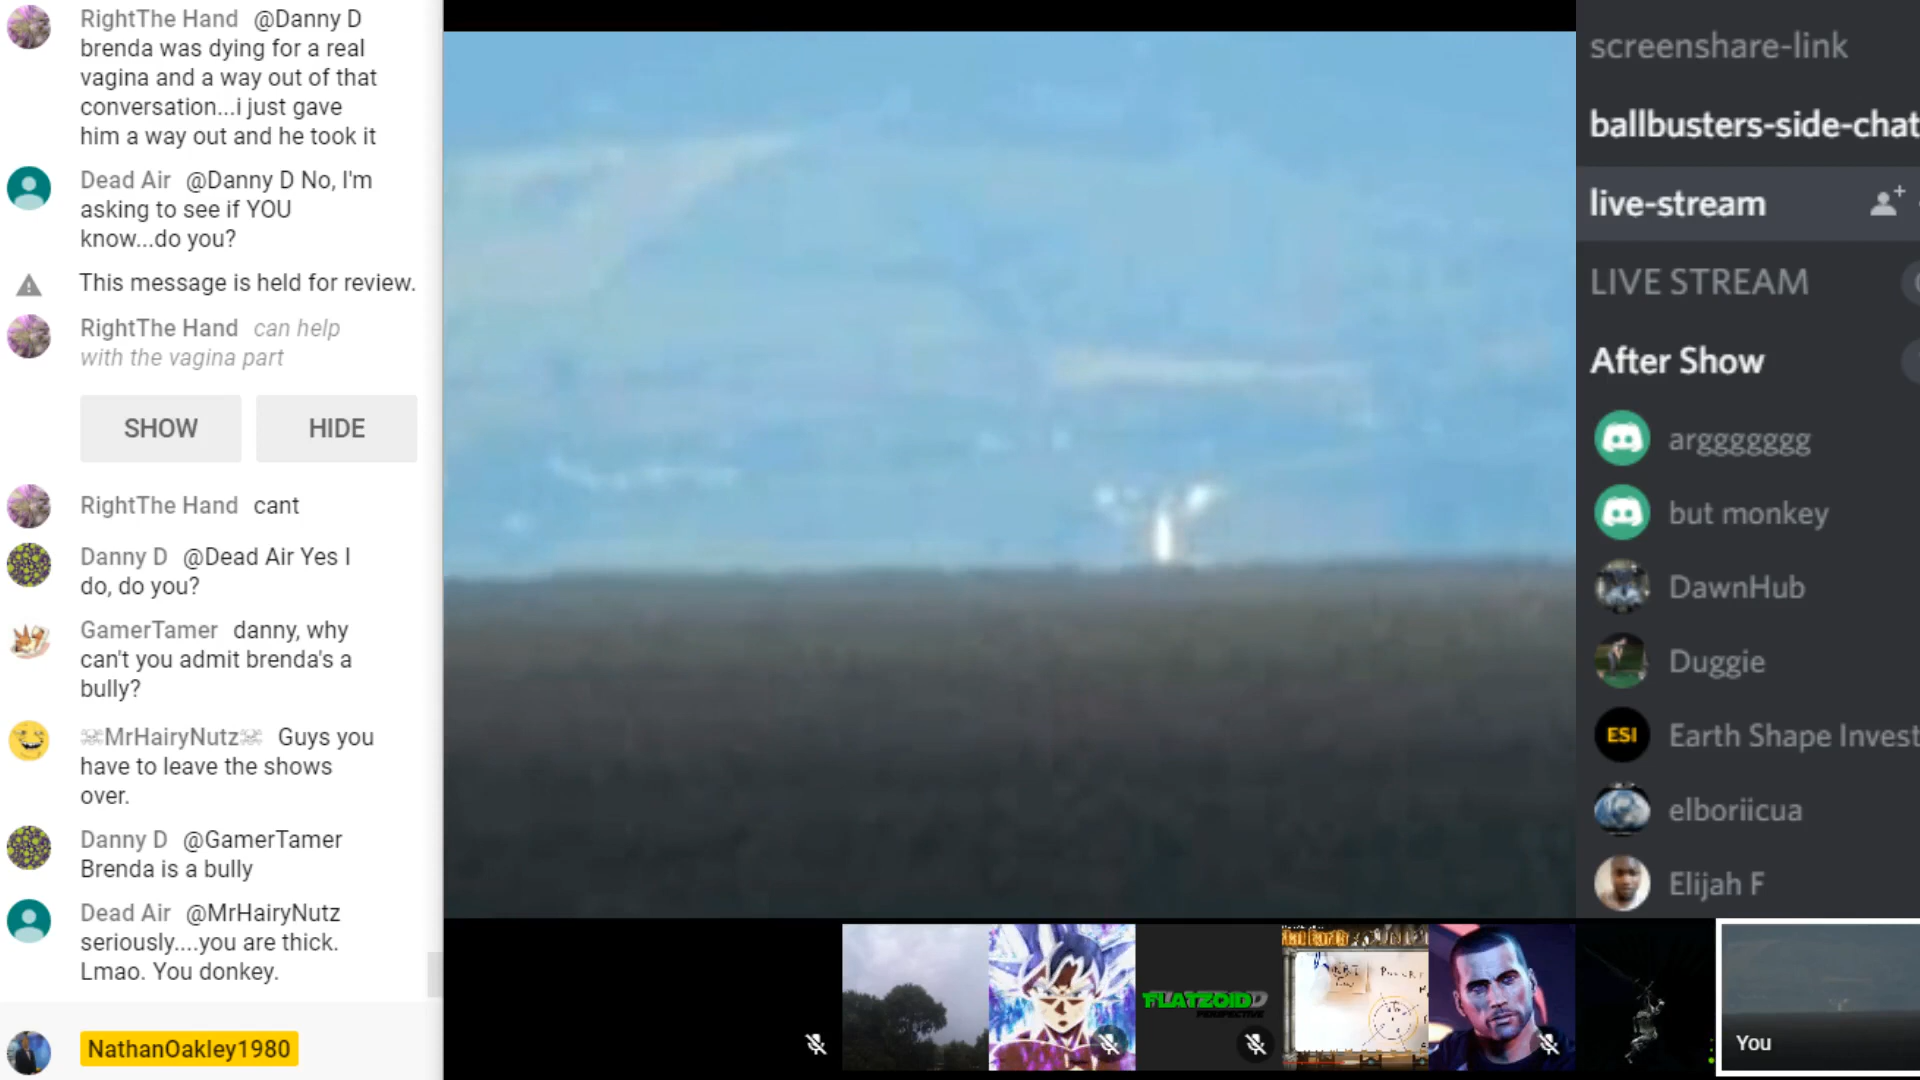 RightThe Hand @Danny D
brenda was dying for a real
vagina and a way out of that
conversation...i just gave
him a way out and he took it
Dead Air @Danny D No, I'm
asking to see if YOU
know...do you?
This message is held for review.
RightThe Hand can help
with the vagina part
SHOW
HIDE
RightThe Hand cant
Danny D @Dead Air Yes I
do, do you?
GamerTamer danny, why
can't you admit brenda's a
bully?
☠MrHairyNutz☠ Guys you
have to leave the shows
over.
Danny D @GamerTamer
Brenda is a bully
Dead Air @MrHairyNutz
seriously....you are thick.
Lmao. You donkey.
NathanOakley1980
screenshare-link
ballbusters-side-chat
live-stream
LIVE STREAM
After Show
arggggggg
but monkey
DawnHub
Duggie
ESI
Earth Shape Invest
elboriicua
Elijah F
FLATZOIDD
PERSPECTIVE
You